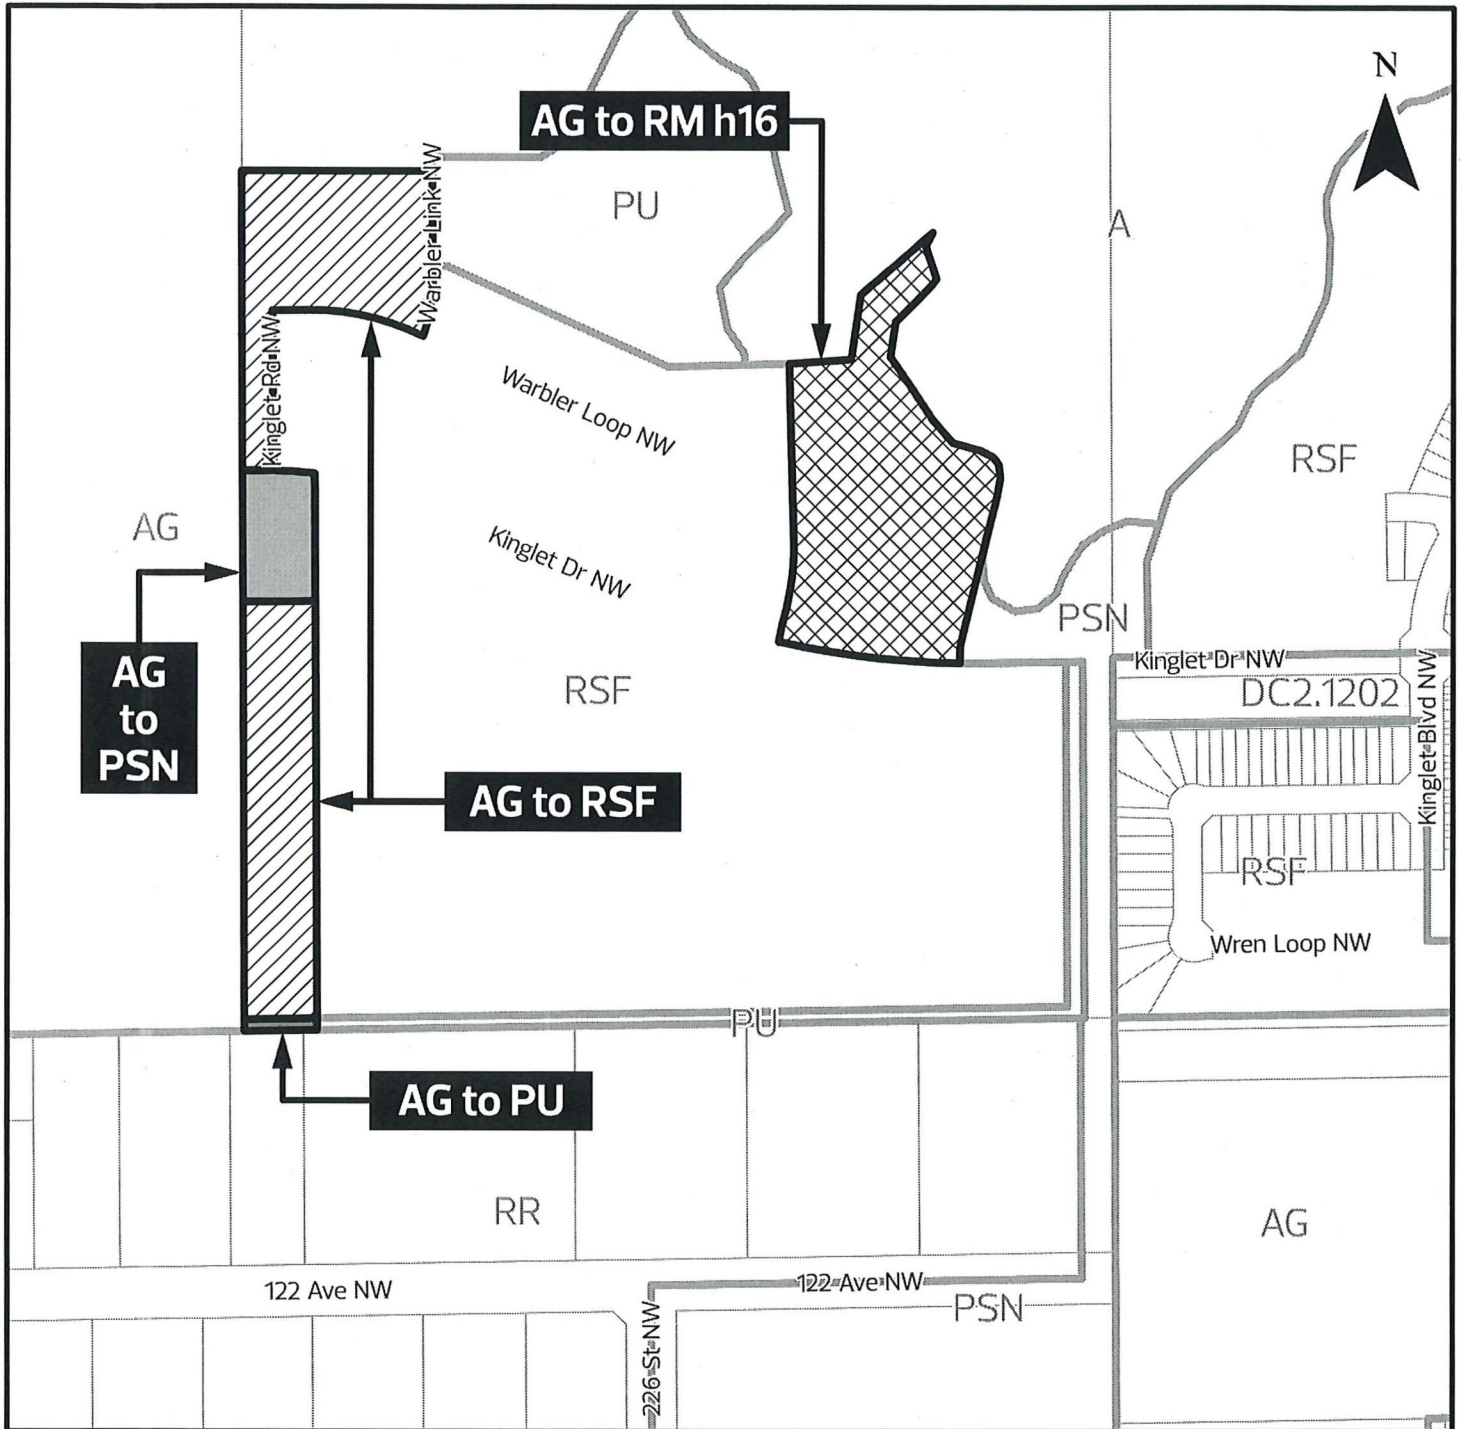 N
AG to RM h16
Warbler Link NW
PU
A
Kinglet Rd NW
Warbler Loop NW
RSF
AG
Kinglet Dr NW
PSN
AG
to
PSN
RSF
Kinglet Dr NW
DC2.1202
Kinglet Blvd NW
AG to RSF
RSF
Wren Loop NW
PU
AG to PU
RR
AG
122 Ave NW
122 Ave NW
PSN
226 St NW